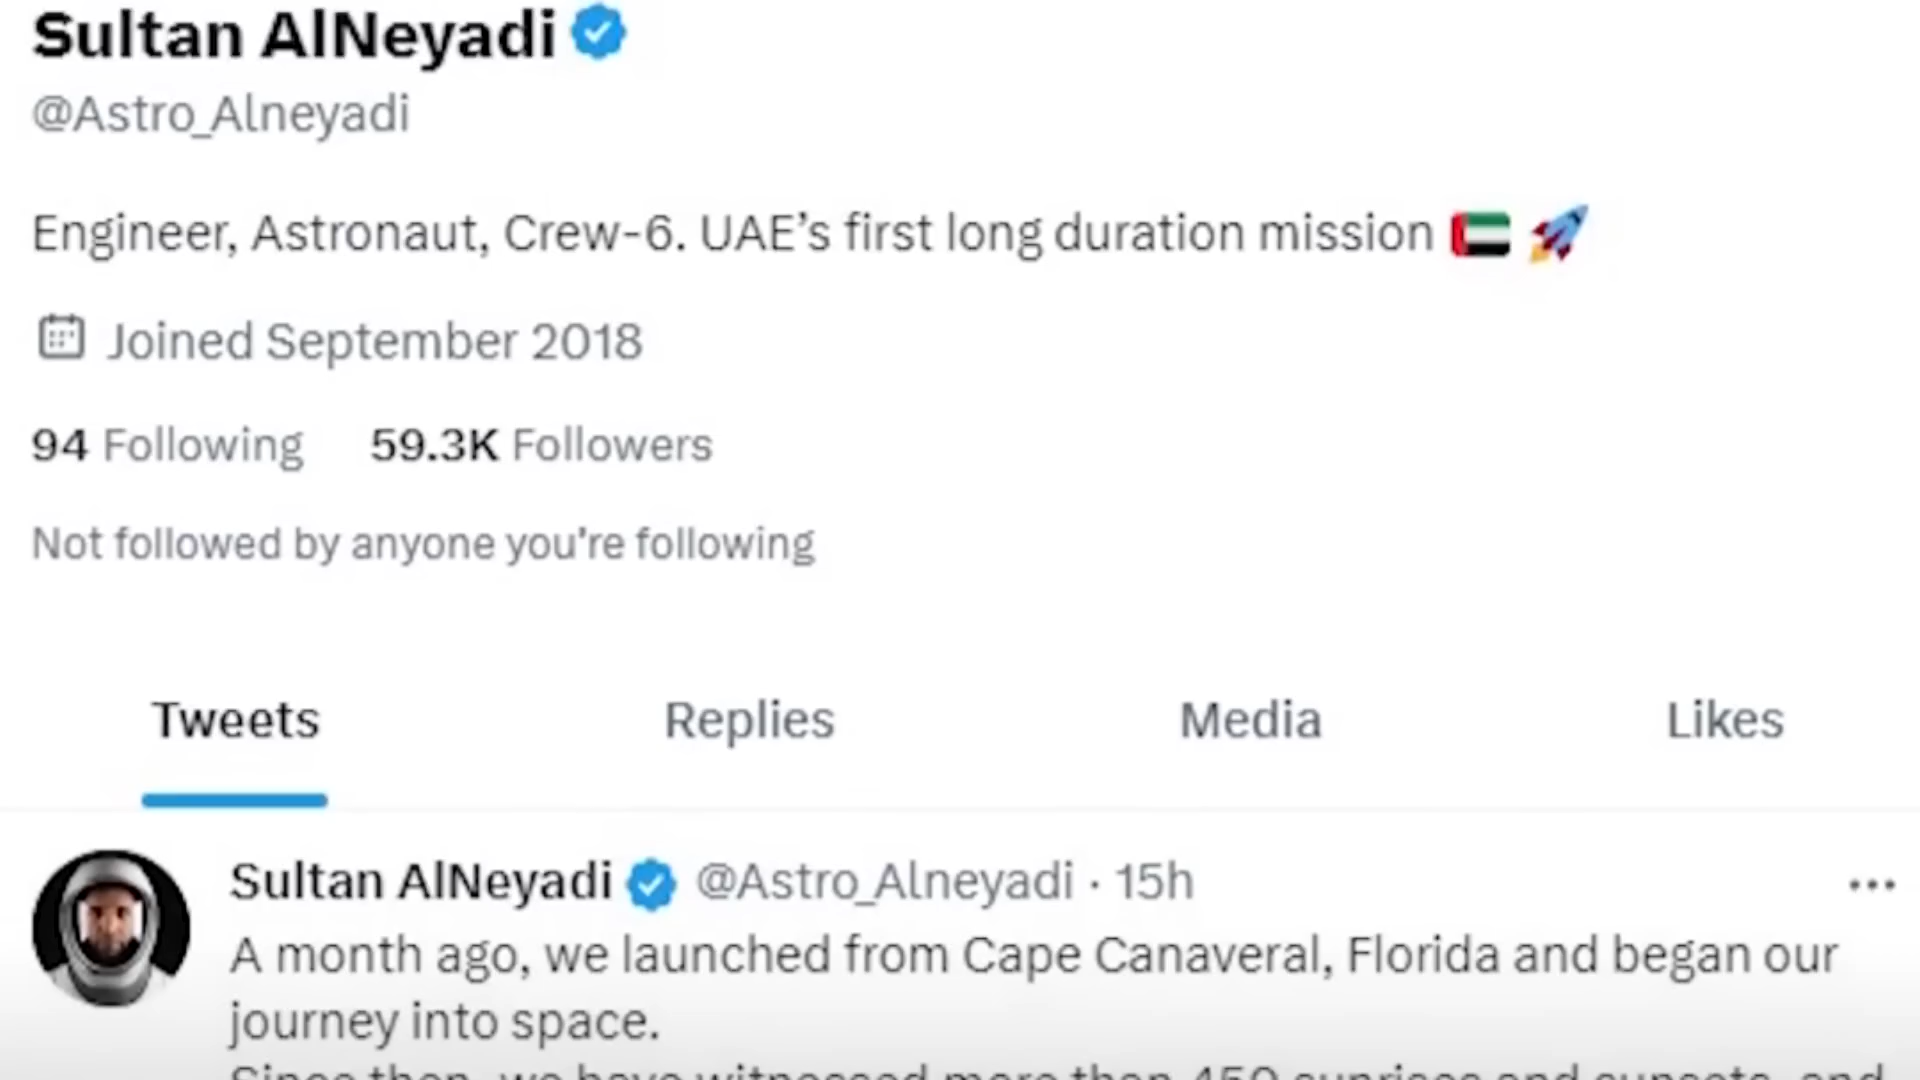 Sultan AlNeyadi
@Astro_Alneyadi
Engineer, Astronaut, Crew-6. UAE’s first long duration mission 🇦🇪 🚀
Joined September 2018
94 Following 59.3K Followers
Not followed by anyone you’re following
Tweets Replies Media Likes
Sultan AlNeyadi @Astro_Alneyadi · 15h
A month ago, we launched from Cape Canaveral, Florida and began our
journey into space.
Since then, we have witnessed more than 450 sunrises and sunsets, and